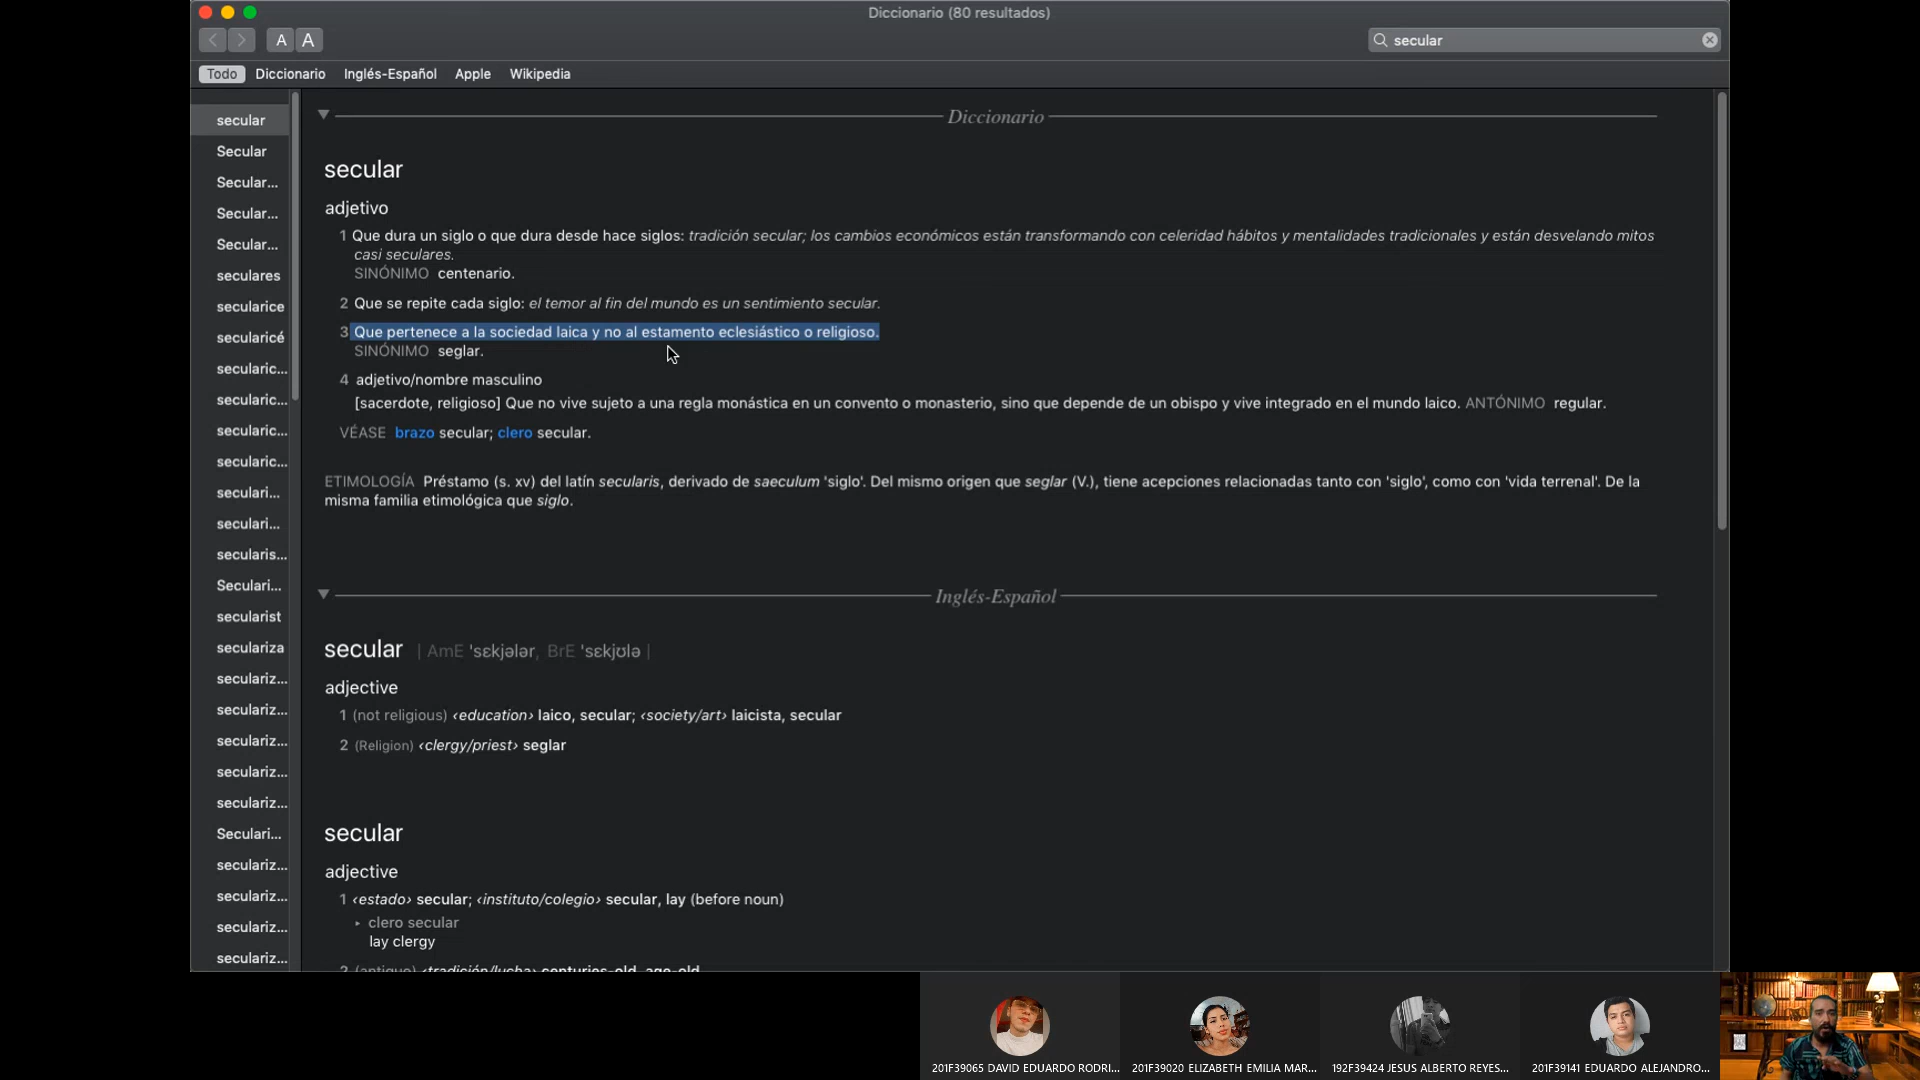 Diccionario (80 resultados)
A A
secular
Todo Diccionario Inglés-Español Apple Wikipedia
secular
Secular
Secular...
Secular...
Secular...
seculares
secularice
secularicé
secularic...
secularic...
secularic...
secularic...
seculari...
seculari...
secularis...
Seculari...
secularist
seculariza
seculariz...
seculariz...
seculariz...
seculariz...
seculariz...
Seculari...
seculariz...
seculariz...
seculariz...
seculariz...
Diccionario
secular
adjetivo
1 Que dura un siglo o que dura desde hace siglos: tradición secular; los cambios económicos están transformando con celeridad hábitos y mentalidades tradicionales y están desvelando mitos
casi seculares.
SINÓNIMO centenario.
2 Que se repite cada siglo: el temor al fin del mundo es un sentimiento secular.
3 Que pertenece a la sociedad laica y no al estamento eclesiástico o religioso.
SINÓNIMO seglar.
4 adjetivo/nombre masculino
[sacerdote, religioso] Que no vive sujeto a una regla monástica en un convento o monasterio, sino que depende de un obispo y vive integrado en el mundo laico. ANTÓNIMO regular.
VÉASE brazo secular; clero secular.
ETIMOLOGÍA Préstamo (s. xv) del latín secularis, derivado de saeculum 'siglo'. Del mismo origen que seglar (V.), tiene acepciones relacionadas tanto con 'siglo', como con 'vida terrenal'. De la
misma familia etimológica que siglo.
Inglés-Español
secular | AmE ˈsɛkjələr, BrE ˈsɛkjʊlə |
adjective
1 (not religious) ‹education› laico, secular; ‹society/art› laicista, secular
2 (Religion) ‹clergy/priest› seglar
secular
adjective
1 ‹estado› secular; ‹instituto/colegio› secular, lay (before noun)
▸ clero secular
lay clergy
2 (antiguo) ‹tradición/lucha› centuries-old, age-old
201F39065 DAVID EDUARDO RODRI...
201F39020 ELIZABETH EMILIA MAR...
192F39424 JESUS ALBERTO REYES...
201F39141 EDUARDO ALEJANDRO...